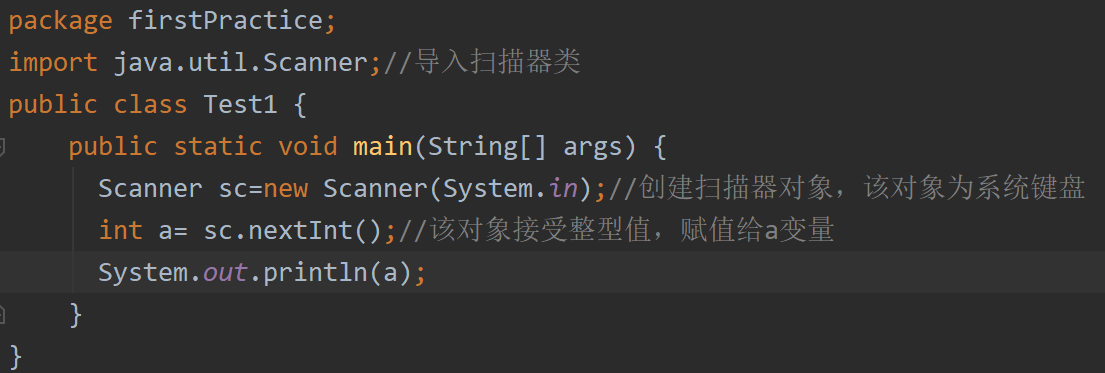 package firstPractice;
import java.util.Scanner;//导入扫描器类
public class Test1 {
public static void main(String[] args) {
Scanner sc=new Scanner(System.in);//创建扫描器对象，该对象为系统键盘
int a= sc.nextInt();//该对象接受整型值，赋值给a变量
System.out.println(a);
}
}